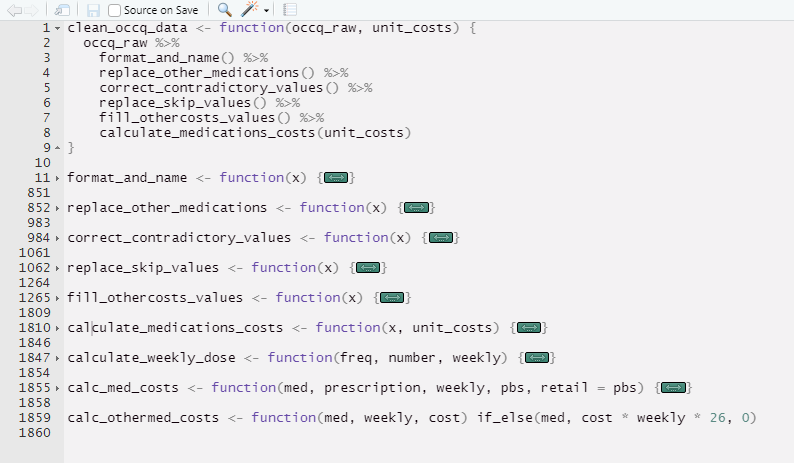 Source on Save
1 clean_occq_data <- function(occq_raw, unit_costs) {
2 occq_raw %>%
3 format_and_name() %>%
4 replace_other_medications() %>%
5 correct_contradictory_values() %>%
6 replace_skip_values() %>%
7 fill_othercosts_values() %>%
8 calculate_medications_costs(unit_costs)
9 }
10
11 format_and_name <- function(x) {}
851
852 replace_other_medications <- function(x) {}
983
984 correct_contradictory_values <- function(x) {}
1061
1062 replace_skip_values <- function(x) {}
1264
1265 fill_othercosts_values <- function(x) {}
1809
1810 calculate_medications_costs <- function(x, unit_costs) {}
1846
1847 calculate_weekly_dose <- function(freq, number, weekly) {}
1854
1855 calc_med_costs <- function(med, prescription, weekly, pbs, retail = pbs) {}
1858
1859 calc_othermed_costs <- function(med, weekly, cost) if_else(med, cost * weekly * 26, 0)
1860